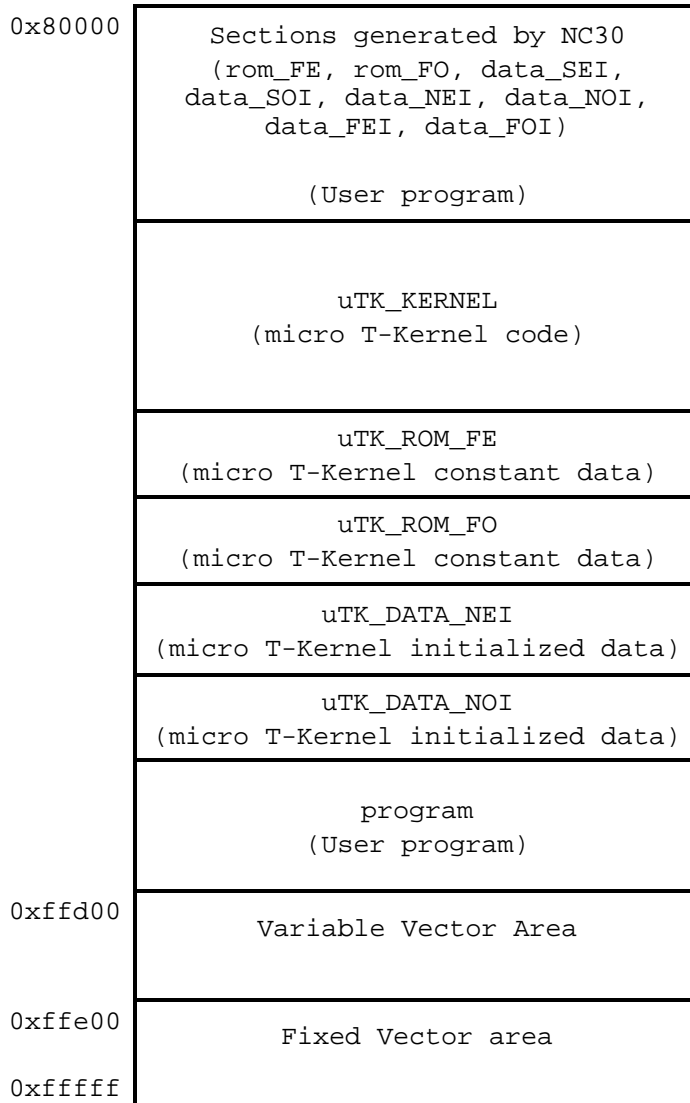 0x80000
Sections generated by NC30
(rom_FE, rom_FO, data_SEI,
data_SOI, data_NEI, data_NOI,
data_FEI, data_FOI)
(User program)
uTK_KERNEL
(micro T-Kernel code)
uTK_ROM_FE
(micro T-Kernel constant data)
uTK_ROM_FO
(micro T-Kernel constant data)
uTK_DATA_NEI
(micro T-Kernel initialized data)
uTK_DATA_NOI
(micro T-Kernel initialized data)
program
(User program)
0xffd00
Variable Vector Area
0xffe00
Fixed Vector area
0xfffff